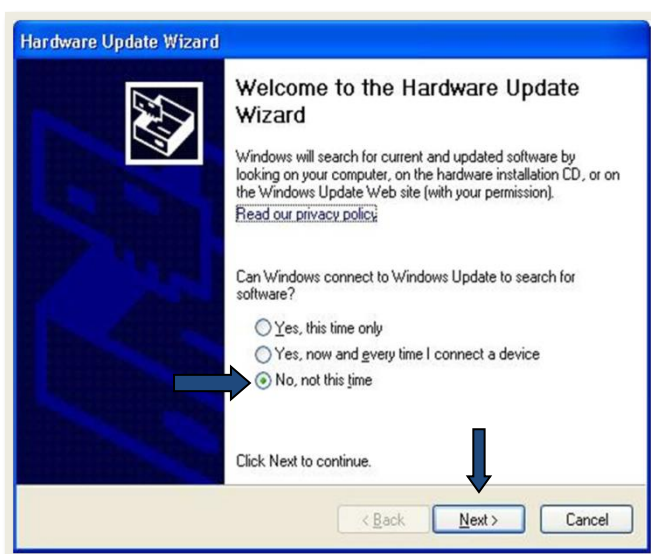 Hardware Update Wizard
Welcome to the Hardware Update
Wizard
Windows will search for current and updated software by
looking on your computer, on the hardware installation CD, or on
the Windows Update Web site (with your permission).
Read our privacy policy
Can Windows connect to Windows Update to search for
software?
Yes, this time only
Yes, now and every time I connect a device
No, not this time
Click Next to continue.
< Back Next > Cancel